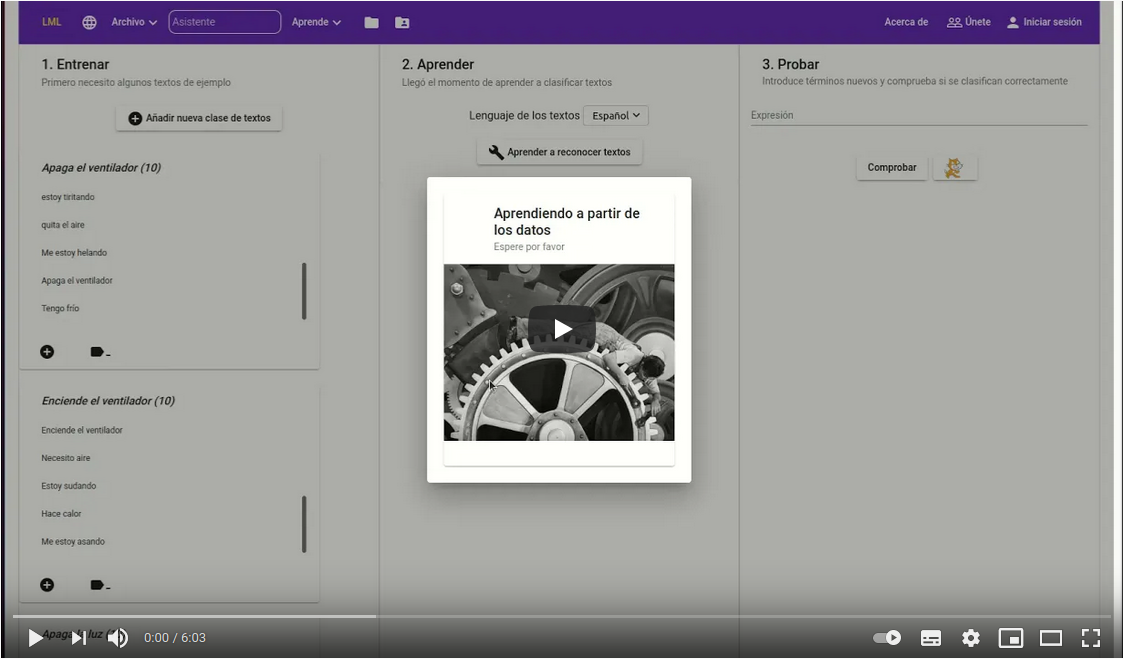 LML Archivo Asistente Aprende Acerca de Únete Iniciar sesión
1. Entrenar
Primero necesito algunos textos de ejemplo
Añadir nueva clase de textos
Apaga el ventilador (10)
estoy tiritando
quita el aire
Me estoy helando
Apaga el ventilador
Tengo frío
Enciende el ventilador (10)
Enciende el ventilador
Necesito aire
Estoy sudando
Hace calor
Me estoy asando
Apaga luz
2. Aprender
Llegó el momento de aprender a clasificar textos
Lenguaje de los textos Español
Aprender a reconocer textos
Aprendiendo a partir de
los datos
Espere por favor
3. Probar
Introduce términos nuevos y comprueba si se clasifican correctamente
Expresión
Comprobar
0:00 / 6:03